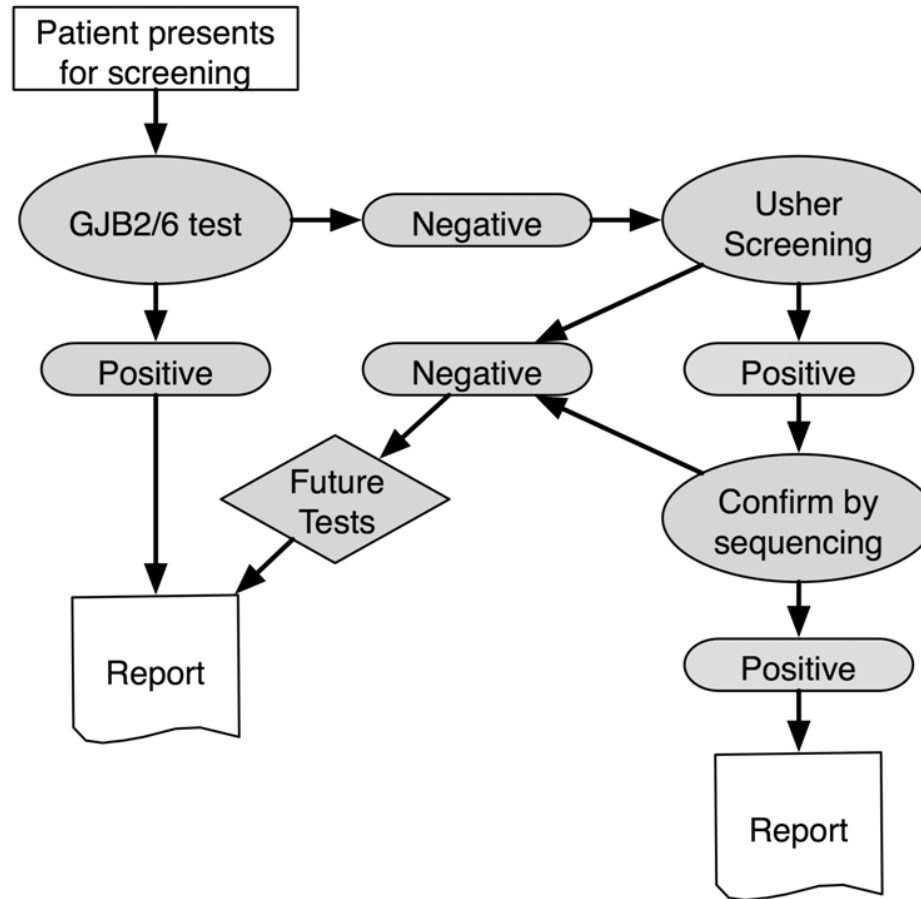 Patient presents
for screening
GJB2/6 test
Negative
Usher
Screening
Positive
Negative
Positive
Future
Tests
Confirm by
sequencing
Report
Positive
Report